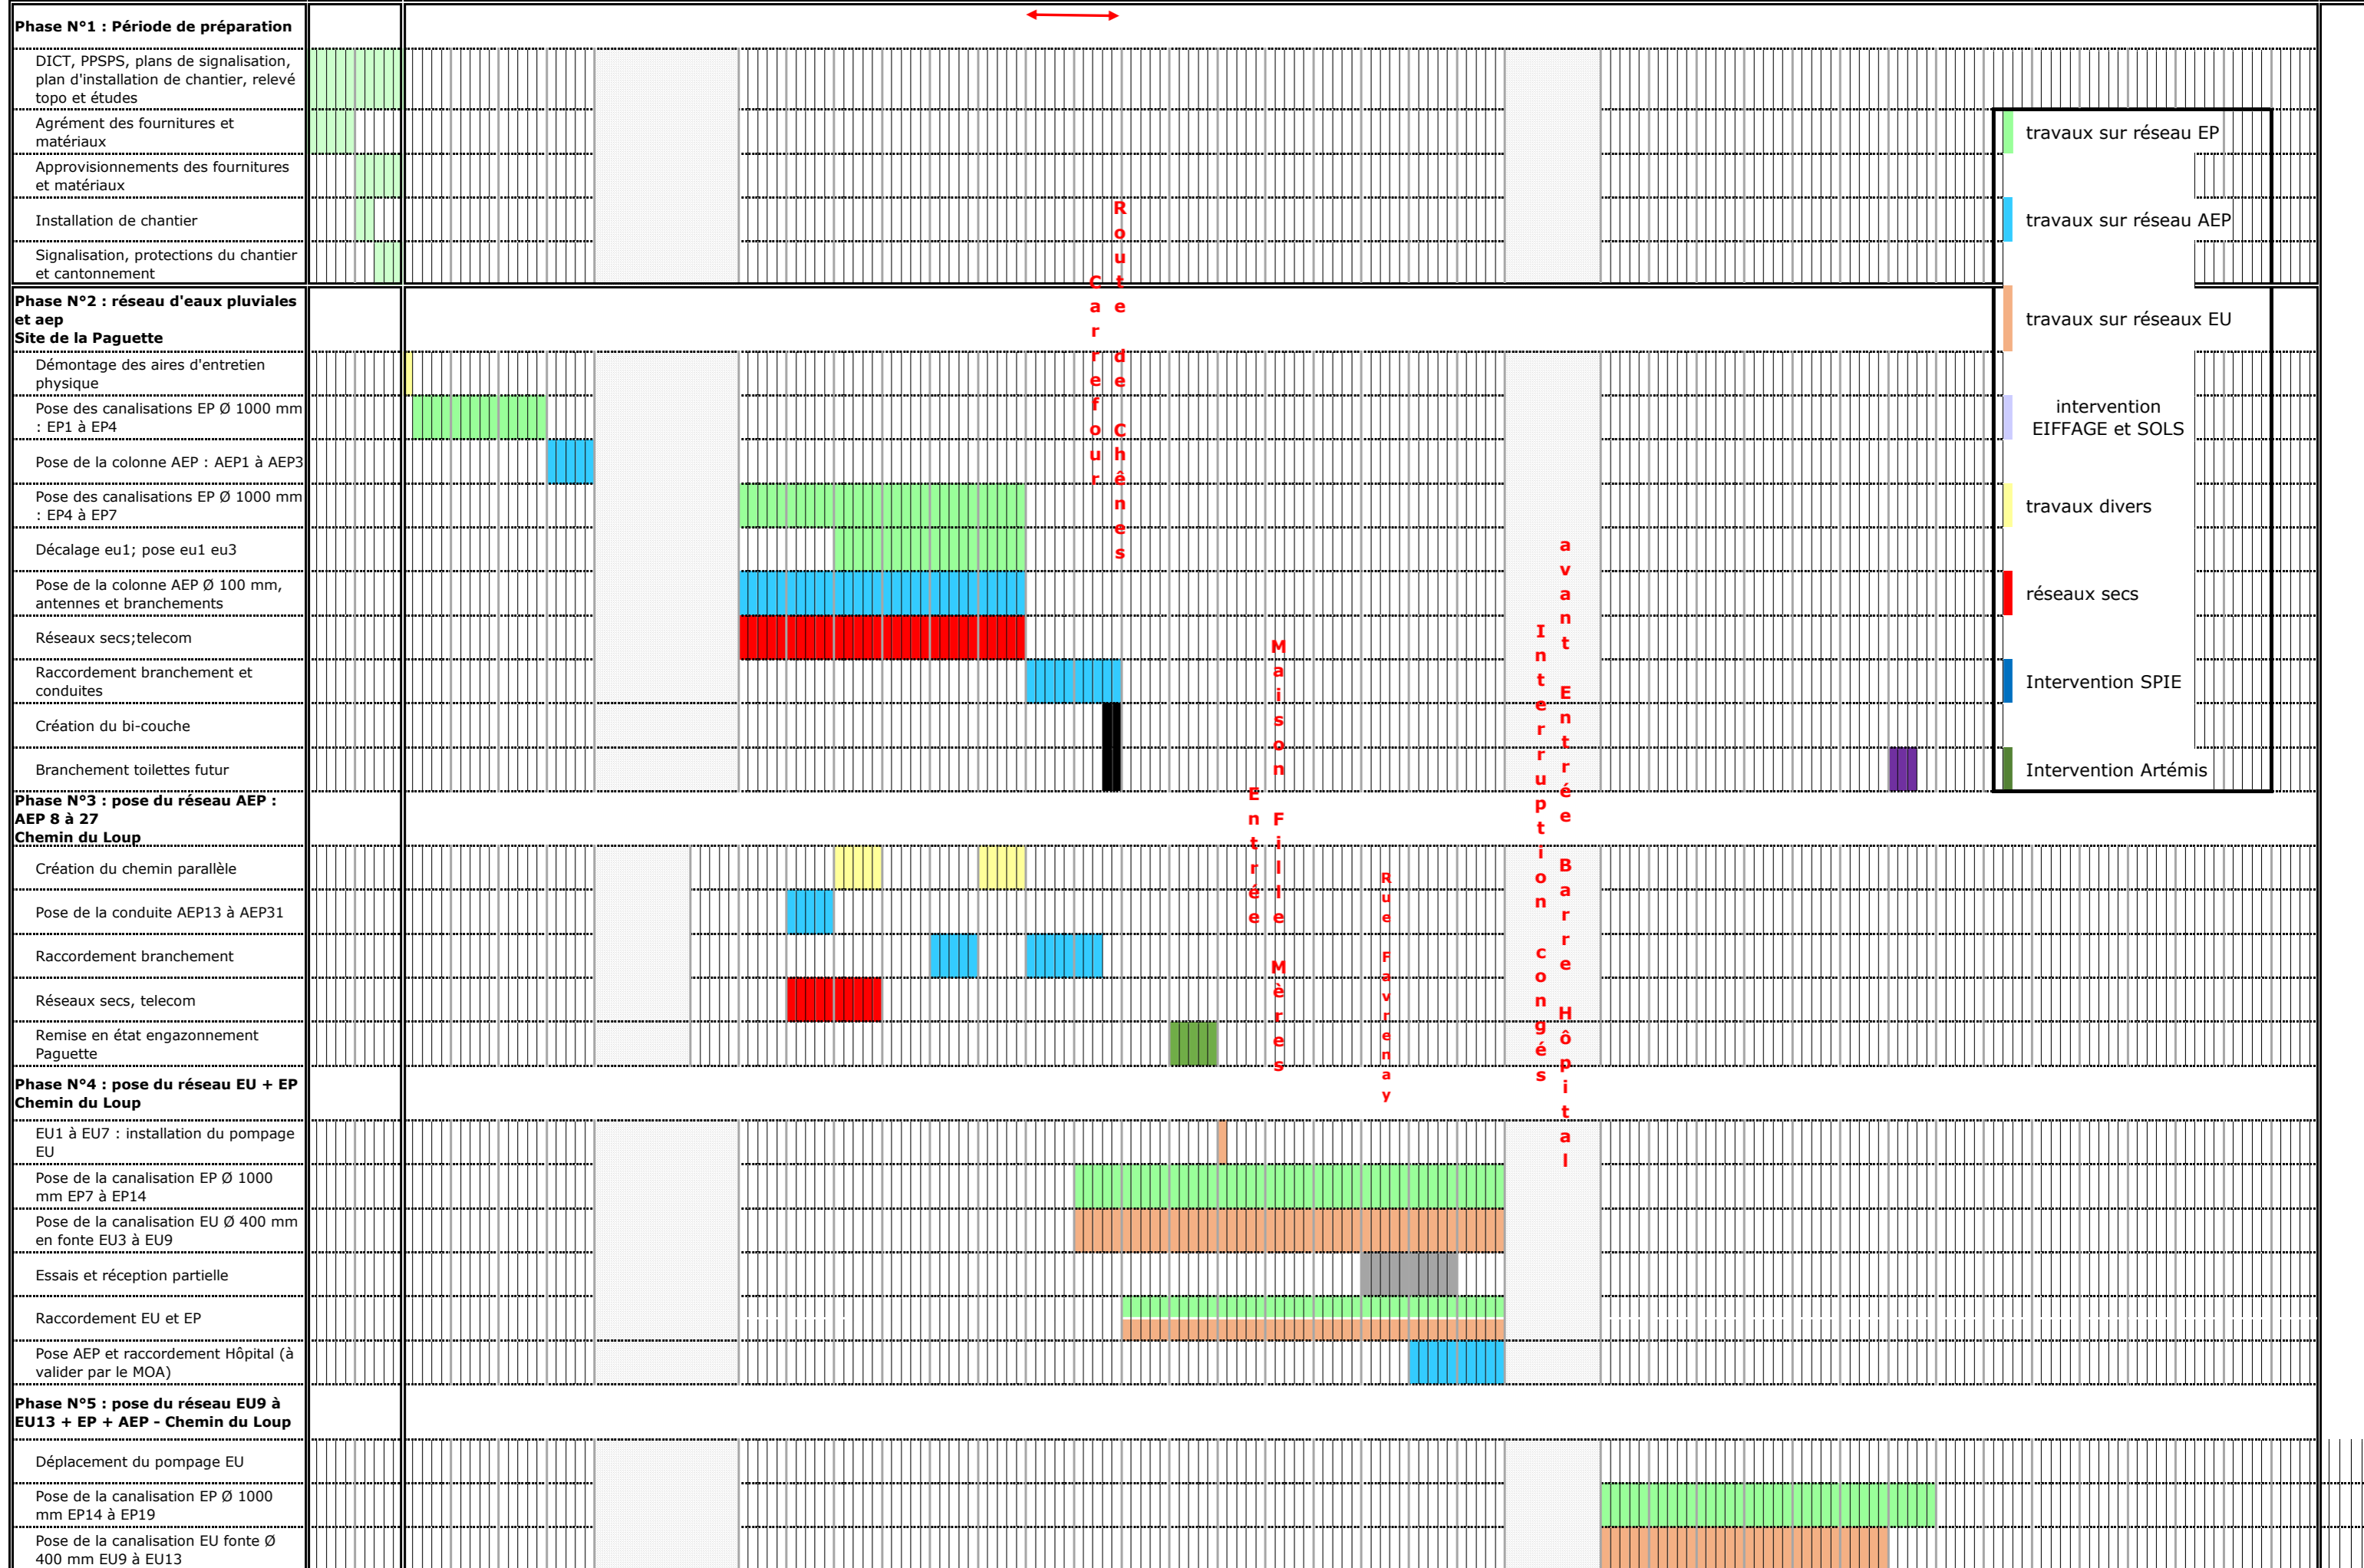 Phase N°1 : Période de préparation
DICT, PPSPS, plans de signalisation,
plan d'installation de chantier, relevé
topo et études
Agrément des fournitures et
matériaux
Approvisionnements des fournitures
et matériaux
Installation de chantier
Signalisation, protections du chantier
et cantonnement
Phase N°2 : réseau d'eaux pluviales
et aep
Site de la Paguette
Démontage des aires d'entretien
physique
Pose des canalisations EP Ø 1000 mm
: EP1 à EP4
Pose de la colonne AEP : AEP1 à AEP3
Pose des canalisations EP Ø 1000 mm
: EP4 à EP7
Décalage eu1; pose eu1 eu3
Pose de la colonne AEP Ø 100 mm,
antennes et branchements
Réseaux secs;telecom
Raccordement branchement et
conduites
Création du bi-couche
Branchement toilettes futur
Phase N°3 : pose du réseau AEP :
AEP 8 à 27
Chemin du Loup
Création du chemin parallèle
Pose de la conduite AEP13 à AEP31
Raccordement branchement
Réseaux secs, telecom
Remise en état engazonnement
Paguette
Phase N°4 : pose du réseau EU + EP
Chemin du Loup
EU1 à EU7 : installation du pompage
EU
Pose de la canalisation EP Ø 1000
mm EP7 à EP14
Pose de la canalisation EU Ø 400 mm
en fonte EU3 à EU9
Essais et réception partielle
Raccordement EU et EP
Pose AEP et raccordement Hôpital (à
valider par le MOA)
Phase N°5 : pose du réseau EU9 à
EU13 + EP + AEP - Chemin du Loup
Déplacement du pompage EU
Pose de la canalisation EP Ø 1000
mm EP14 à EP19
Pose de la canalisation EU fonte Ø
400 mm EU9 à EU13
Carrefour
Route de Chênes
Entrée
Maison Fille Mères
Rue Favrenay
Interruption congés
avant Entrée Barre Hôpital
travaux sur réseau EP
travaux sur réseau AEP
travaux sur réseaux EU
intervention
EIFFAGE et SOLS
travaux divers
réseaux secs
Intervention SPIE
Intervention Artémis